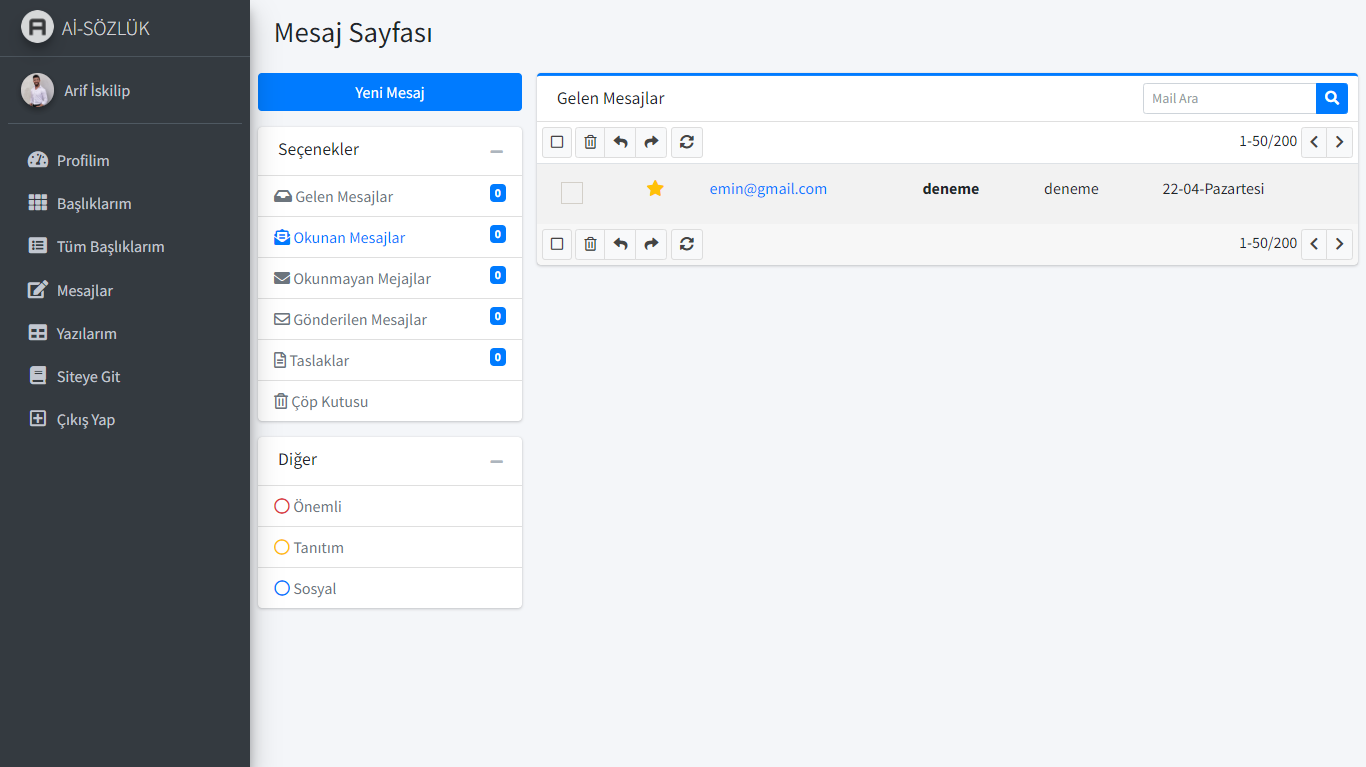 Aİ-SÖZLÜK
Arif İskilip
Profilim
Başlıklarım
Tüm Başlıklarım
Mesajlar
Yazılarım
Siteye Git
Çıkış Yap
Mesaj Sayfası
Yeni Mesaj
Seçenekler
Gelen Mesajlar 0
Okunan Mesajlar 0
Okunmayan Mejajlar 0
Gönderilen Mesajlar 0
Taslaklar 0
Çöp Kutusu
Diğer
Önemli
Tanıtım
Sosyal
Gelen Mesajlar Mail Ara
1-50/200
emin@gmail.com deneme deneme 22-04-Pazartesi
1-50/200